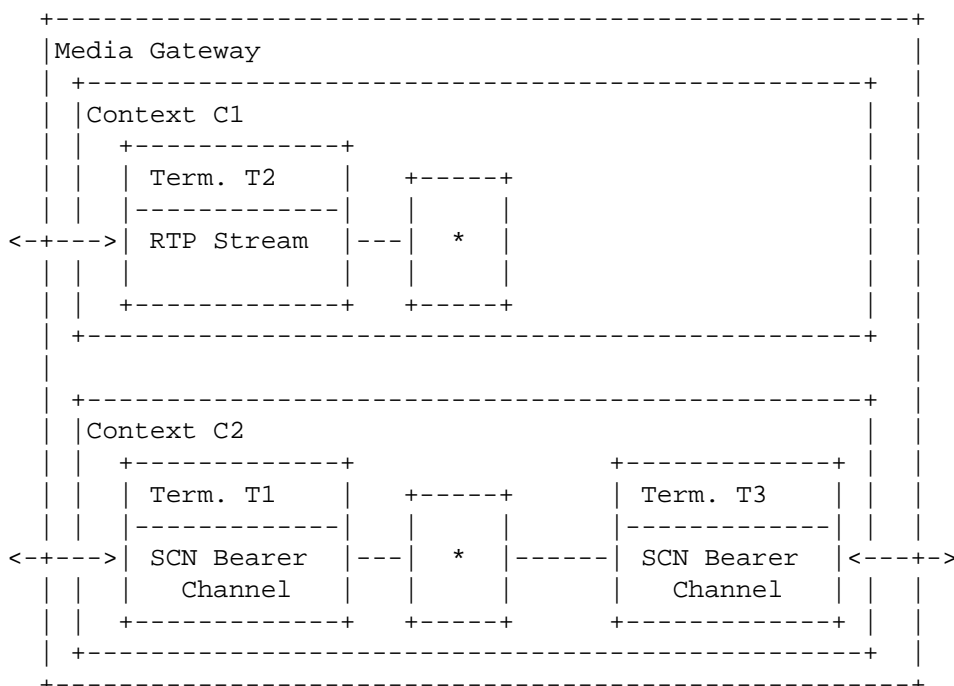 Media Gateway
Context C1
Term. T2
RTP Stream
*
Context C2
Term. T1
Term. T3
SCN Bearer Channel
*
SCN Bearer Channel